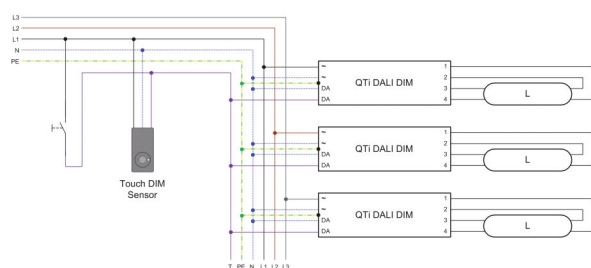 L3
L2
L1
N
PE
~
~
DA
DA
QTi DALI DIM
1
2
3
4
L
~
~
DA
DA
QTi DALI DIM
1
2
3
4
L
~
~
DA
DA
QTi DALI DIM
1
2
3
4
L
Touch DIM
Sensor
T PE N L1 L2 L3